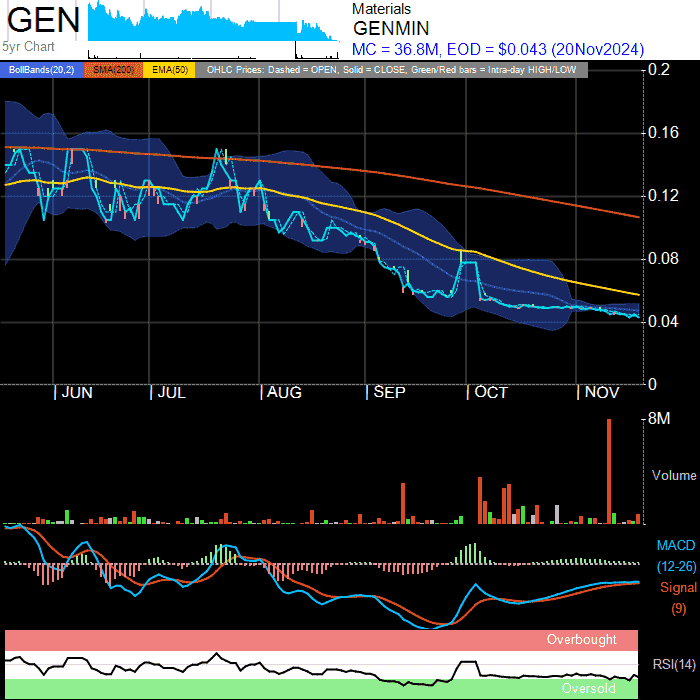 GEN
5yr Chart
Materials
GENMIN
MC = 36.8M, EOD = $0.043 (20Nov2024)
BollBands(20,2) SMA(200) EMA(50) OHLC Prices: Dashed = OPEN, Solid = CLOSE, Green/Red bars = Intra-day HIGH/LOW
0.2
0.16
0.12
0.08
0.04
0
JUN JUL AUG SEP OCT NOV
8M
Volume
MACD
(12-26)
Signal
(9)
Overbought
RSI(14)
Oversold